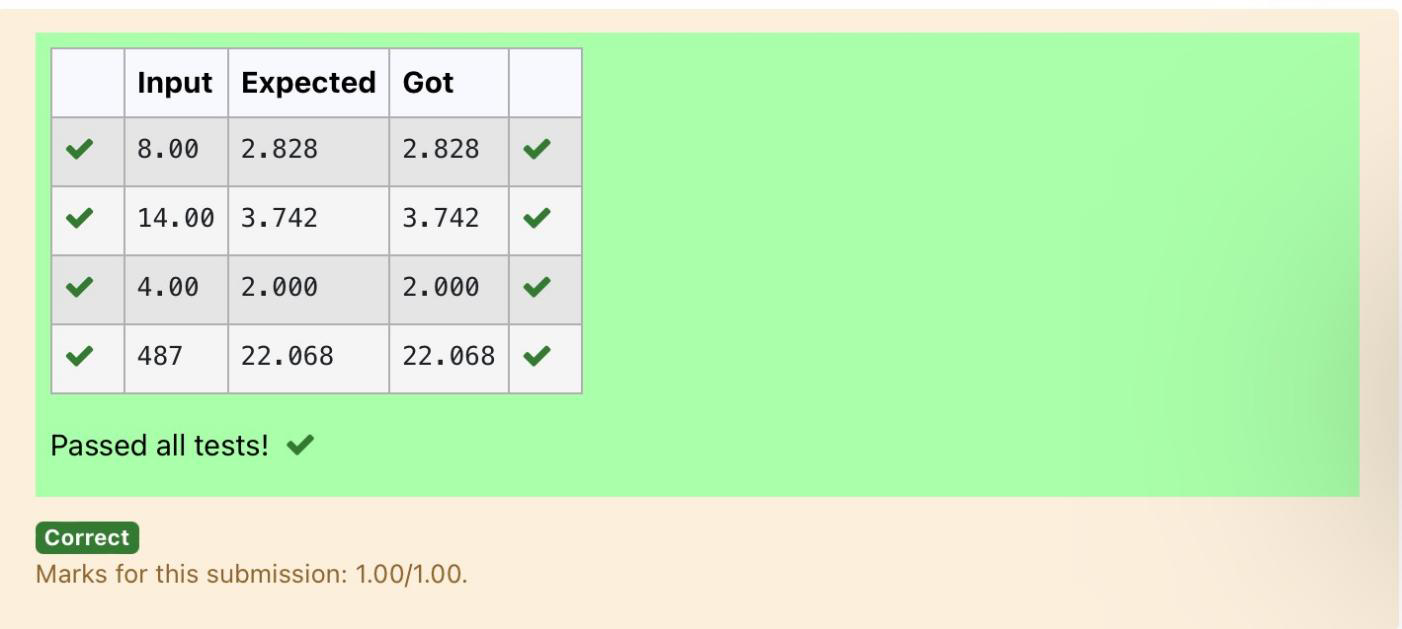 Input Expected Got
8.00 2.828 2.828
14.00 3.742 3.742
4.00 2.000 2.000
487 22.068 22.068
Passed all tests!
Correct
Marks for this submission: 1.00/1.00.